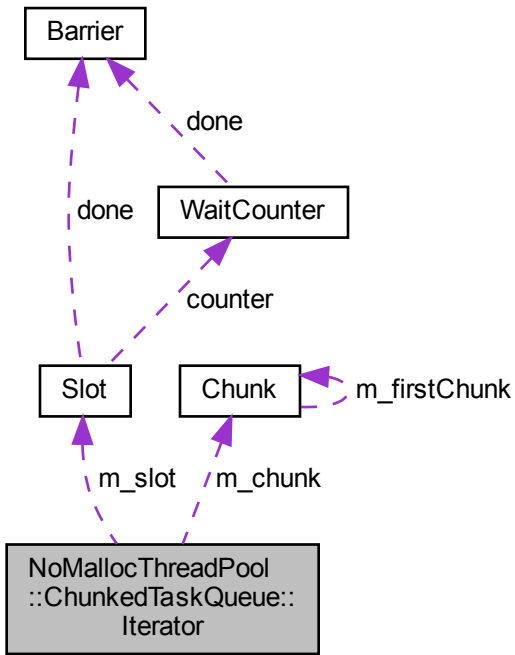 Barrier
done
WaitCounter
done
counter
Slot
Chunk
m_firstChunk
m_slot
m_chunk
NoMallocThreadPool
::ChunkedTaskQueue::
Iterator